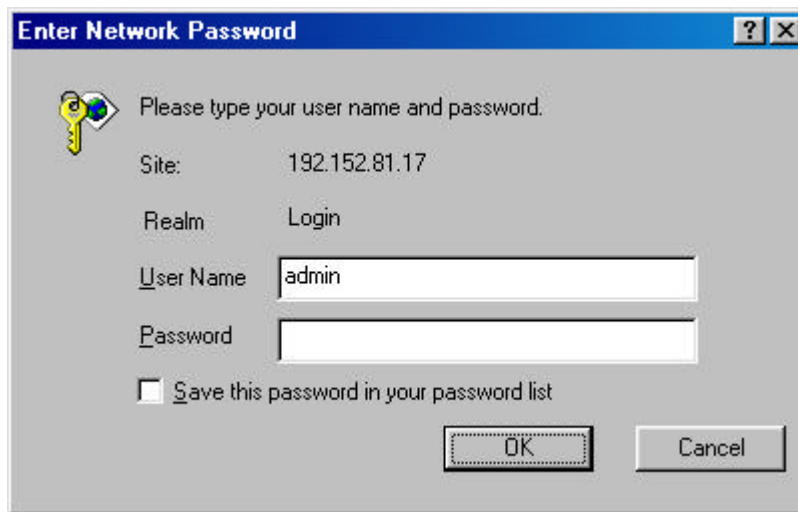 Enter Network Password
Please type your user name and password.
Site: 192.152.81.17
Realm Login
User Name admin
Password
Save this password in your password list
OK Cancel